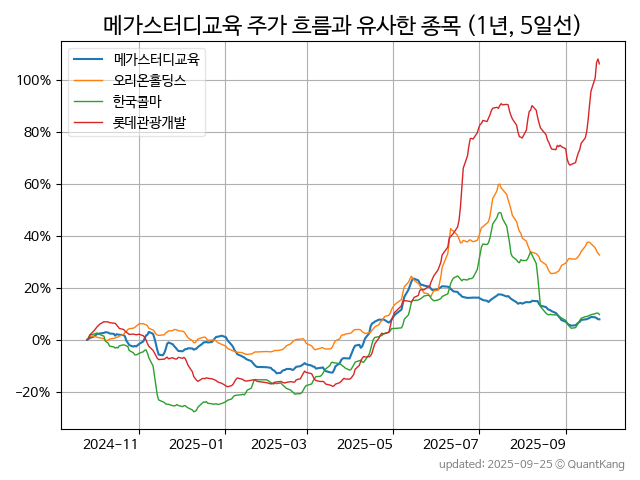 메가스터디교육 주가 흐름과 유사한 종목 (1년, 5일선)
메가스터디교육
오리온홀딩스
한국콜마
롯데관광개발
100%
80%
60%
40%
20%
0%
−20%
2024-11
2025-01
2025-03
2025-05
2025-07
2025-09
updated: 2025-09-25 © QuantKang